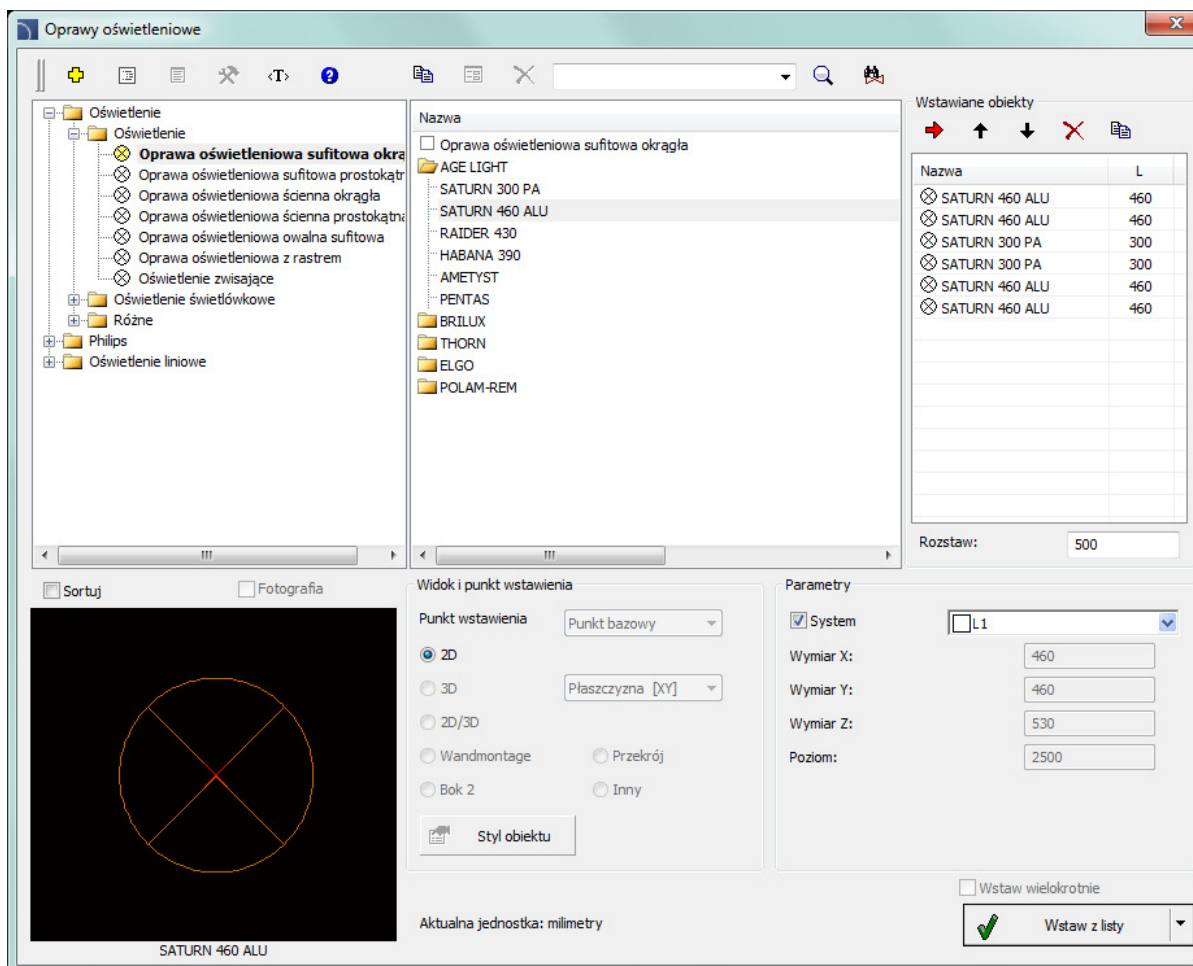 Oprawy oświetleniowe
‹T›
Oświetlenie
Oświetlenie
Oprawa oświetleniowa sufitowa okrą
Oprawa oświetleniowa sufitowa prostokątr
Oprawa oświetleniowa ścienna okrągła
Oprawa oświetleniowa ścienna prostokątna
Oprawa oświetleniowa owalna sufitowa
Oprawa oświetleniowa z rastrem
Oświetlenie zwisające
Oświetlenie świetlówkowe
Różne
Philips
Oświetlenie liniowe
Nazwa
Oprawa oświetleniowa sufitowa okrągła
AGE LIGHT
SATURN 300 PA
SATURN 460 ALU
RAIDER 430
HABANA 390
AMETYST
PENTAS
BRILUX
THORN
ELGO
POLAM-REM
Wstawiane obiekty
Nazwa L
SATURN 460 ALU 460
SATURN 460 ALU 460
SATURN 300 PA 300
SATURN 300 PA 300
SATURN 460 ALU 460
SATURN 460 ALU 460
Rozstaw: 500
Sortuj Fotografia
SATURN 460 ALU
Widok i punkt wstawienia
Punkt wstawienia Punkt bazowy
2D
3D Płaszczyzna [XY]
2D/3D
Wandmontage Przekrój
Bok 2 Inny
Styl obiektu
Aktualna jednostka: milimetry
Parametry
System L1
Wymiar X: 460
Wymiar Y: 460
Wymiar Z: 530
Poziom: 2500
Wstaw wielokrotnie
Wstaw z listy